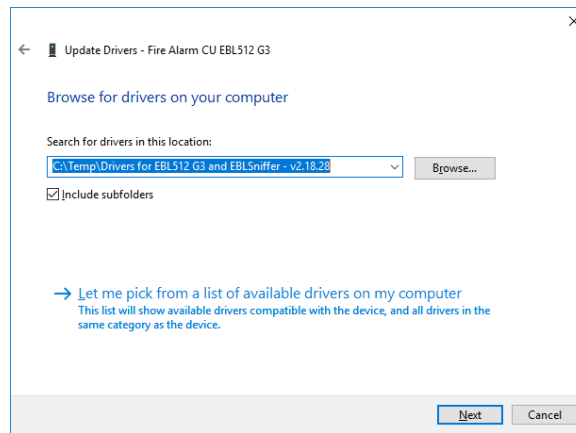 Update Drivers - Fire Alarm CU EBL512 G3
Browse for drivers on your computer
Search for drivers in this location:
C:\Temp\Drivers for EBL512 G3 and EBLSniffer - v2.18.28
Browse...
Include subfolders
Let me pick from a list of available drivers on my computer
This list will show available drivers compatible with the device, and all drivers in the
same category as the device.
Next
Cancel